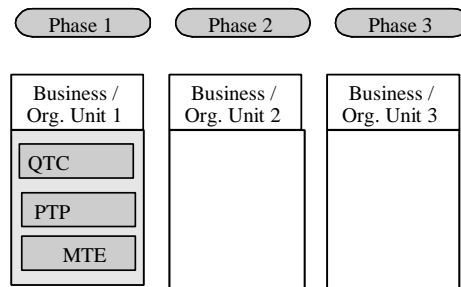 Phase 1
Phase 2
Phase 3
Business /
Org. Unit 1
Business /
Org. Unit 2
Business /
Org. Unit 3
QTC
PTP
MTE